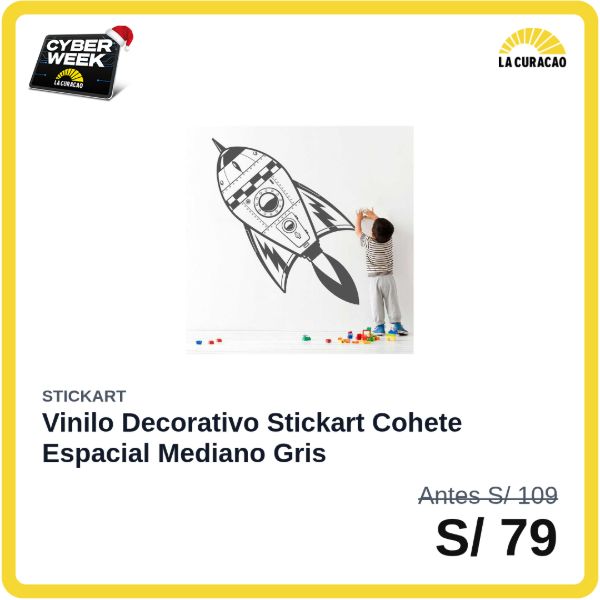 CYBER
WEEK
LA CURACAO
LA CURACAO
STICKART
Vinilo Decorativo Stickart Cohete
Espacial Mediano Gris
Antes S/ 109
S/ 79